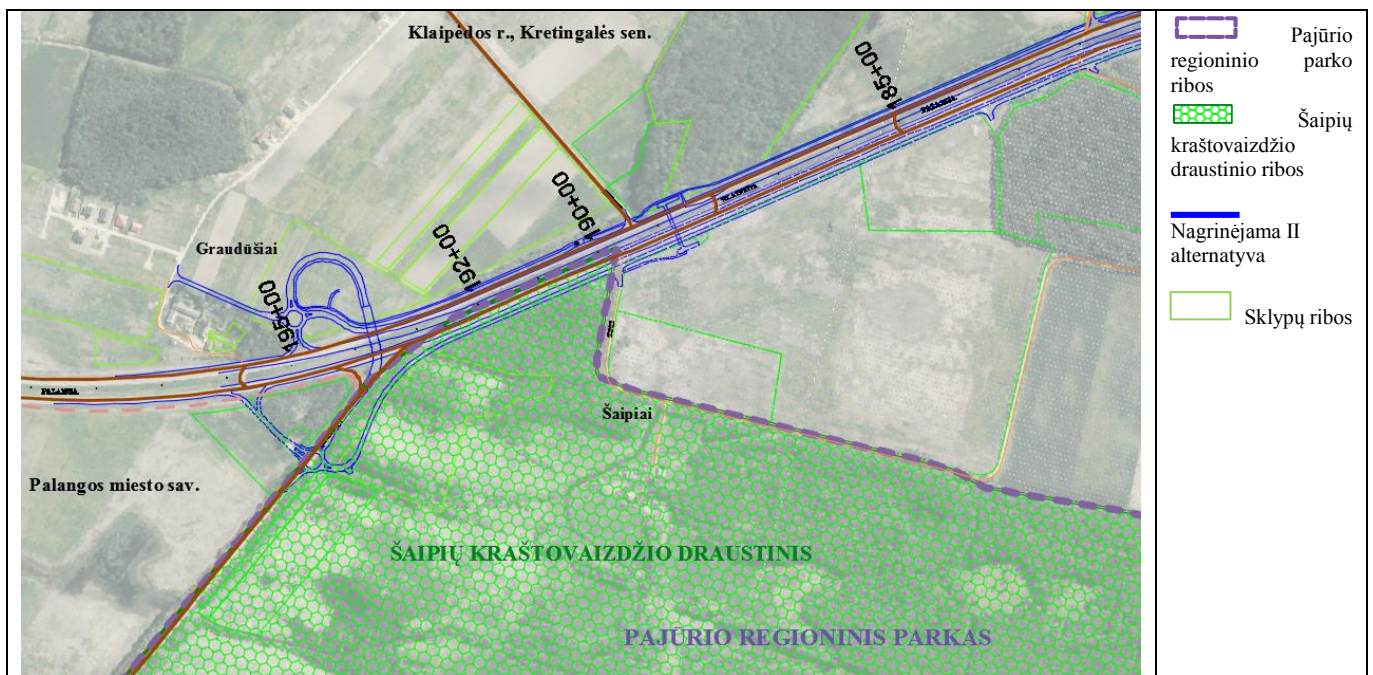 Klaipėdos r., Kretingalės sen.
185+00
190+00
192+00
Graudūšiai
195+00
PALANGA
Šaipiai
Palangos miesto sav.
ŠAIPIŲ KRAŠTOVAIZDŽIO DRAUSTINIS
PAJŪRIO REGIONINIS PARKAS
Pajūrio
regioninio parko
ribos
Šaipių
kraštovaizdžio
draustinio ribos
Nagrinėjama II
alternatyva
Sklypų ribos